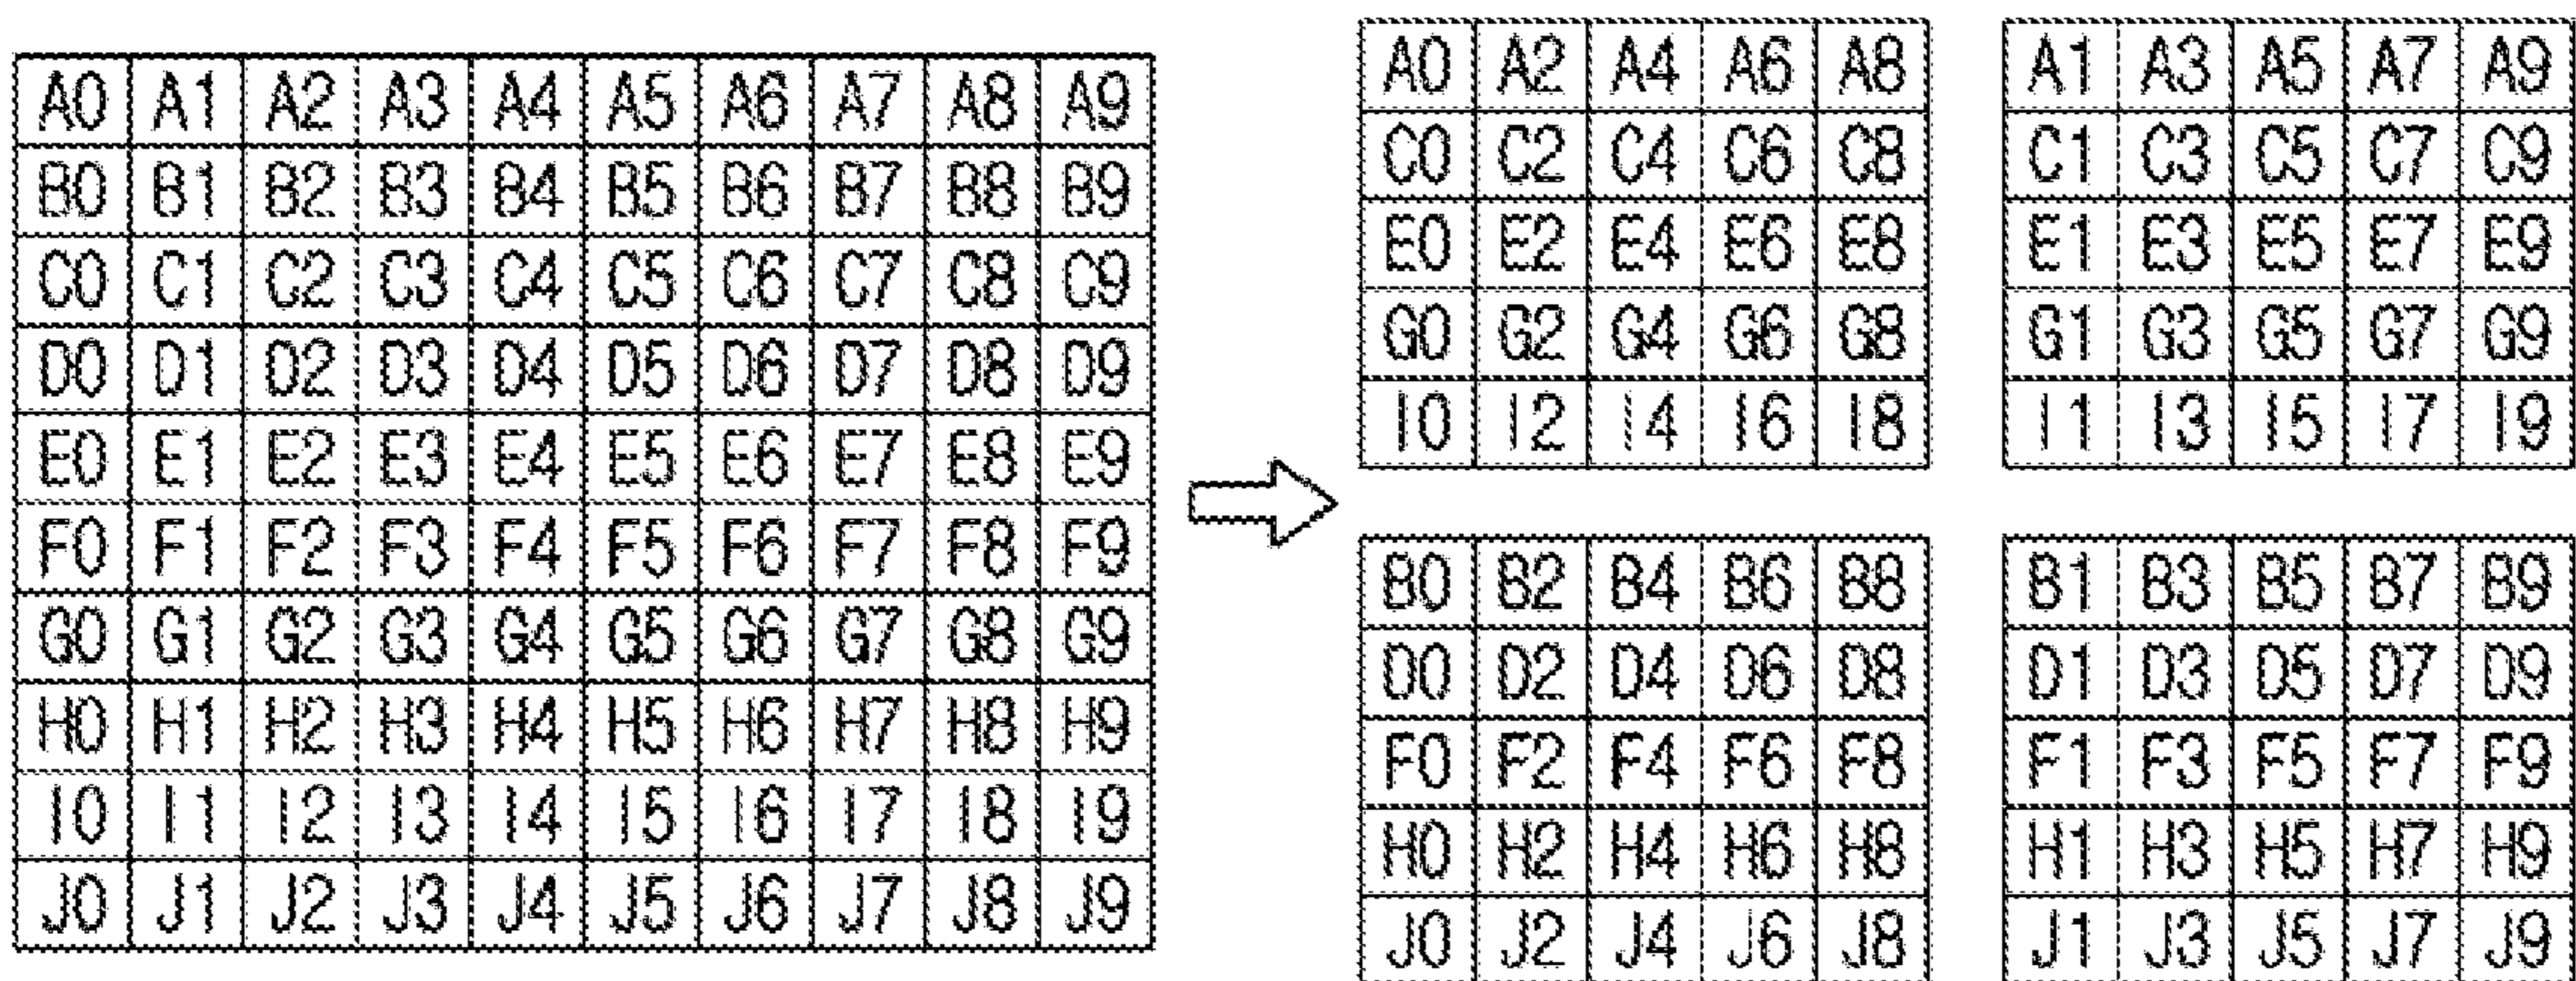 A0 A1 A2 A3 A4 A5 A6 A7 A8 A9
B0 B1 B2 B3 B4 B5 B6 B7 B8 B9
C0 C1 C2 C3 C4 C5 C6 C7 C8 C9
D0 D1 D2 D3 D4 D5 D6 D7 D8 D9
E0 E1 E2 E3 E4 E5 E6 E7 E8 E9
F0 F1 F2 F3 F4 F5 F6 F7 F8 F9
G0 G1 G2 G3 G4 G5 G6 G7 G8 G9
H0 H1 H2 H3 H4 H5 H6 H7 H8 H9
I0 I1 I2 I3 I4 I5 I6 I7 I8 I9
J0 J1 J2 J3 J4 J5 J6 J7 J8 J9
A0 A2 A4 A6 A8
C0 C2 C4 C6 C8
E0 E2 E4 E6 E8
G0 G2 G4 G6 G8
I0 I2 I4 I6 I8
A1 A3 A5 A7 A9
C1 C3 C5 C7 C9
E1 E3 E5 E7 E9
G1 G3 G5 G7 G9
I1 I3 I5 I7 I9
B0 B2 B4 B6 B8
D0 D2 D4 D6 D8
F0 F2 F4 F6 F8
H0 H2 H4 H6 H8
J0 J2 J4 J6 J8
B1 B3 B5 B7 B9
D1 D3 D5 D7 D9
F1 F3 F5 F7 F9
H1 H3 H5 H7 H9
J1 J3 J5 J7 J9